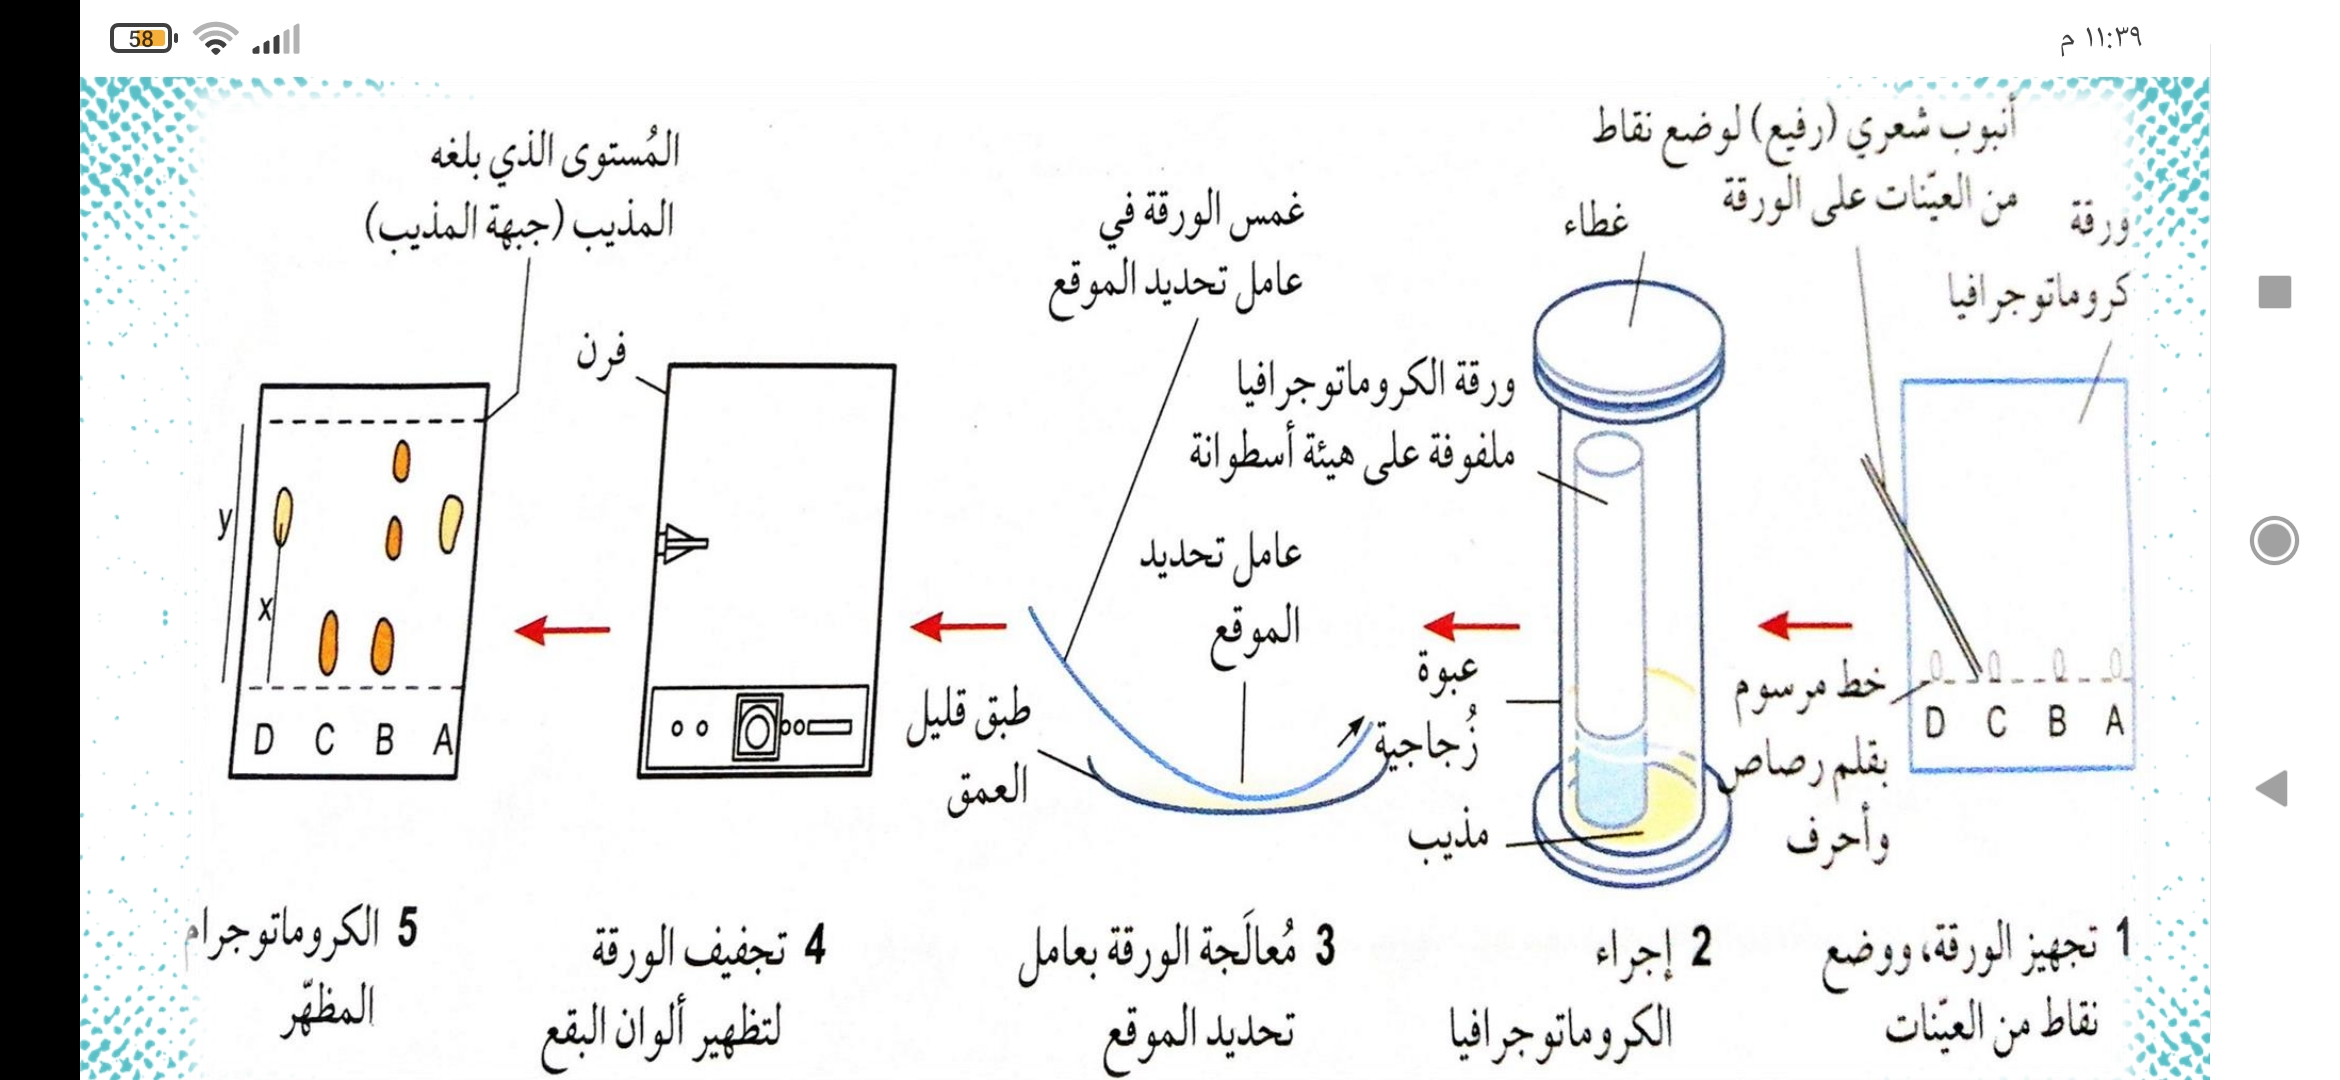 58
١١:٣٩ م
أنبوب شعري (رفيع) لوضع نقاط
من العيّنات على الورقة
ورقة
كروماتوجرافيا
خط مرسوم
بقلم رصاص
وأحرف
D C B A
1 تجهيز الورقة، ووضع
نقاط من العيّنات
غطاء
ورقة الكروماتوجرافيا
ملفوفة على هيئة أسطوانة
عبوة
زُجاجية
مذيب
2 إجراء
الكروماتوجرافيا
غمس الورقة في
عامل تحديد الموقع
عامل تحديد
الموقع
طبق قليل
العمق
3 مُعالَجة الورقة بعامل
تحديد الموقع
فرن
4 تجفيف الورقة
لتظهير ألوان البقع
المُستوى الذي بلغه
المذيب (جبهة المذيب)
y
x
D C B A
5 الكروماتوجرام
المظهّر